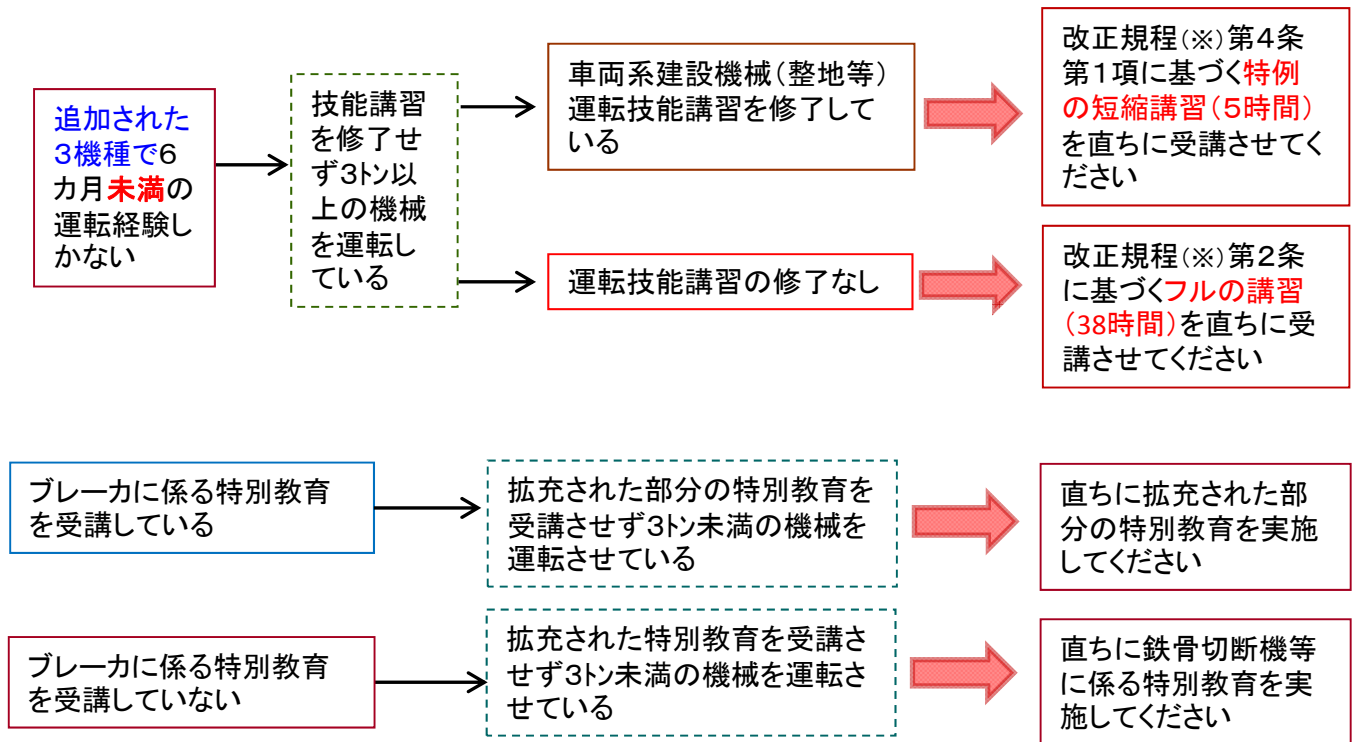 追加された
３機種で６
カ月未満の
運転経験し
かない
技能講習
を修了せ
ず３トン以
上の機械
を運転し
ている
車両系建設機械（整地等）
運転技能講習を修了して
いる
改正規程（※）第４条
第１項に基づく特例
の短縮講習（５時間）
を直ちに受講させてく
ださい
運転技能講習の修了なし
改正規程（※）第２条
に基づくフルの講習
（38時間）を直ちに受
講させてください
ブレーカに係る特別教育
を受講している
拡充された部分の特別教育を
受講させず３トン未満の機械を
運転させている
直ちに拡充された部
分の特別教育を実施
してください
ブレーカに係る特別教育
を受講していない
拡充された特別教育を受講さ
せず３トン未満の機械を運転さ
せている
直ちに鉄骨切断機等
に係る特別教育を実
施してください